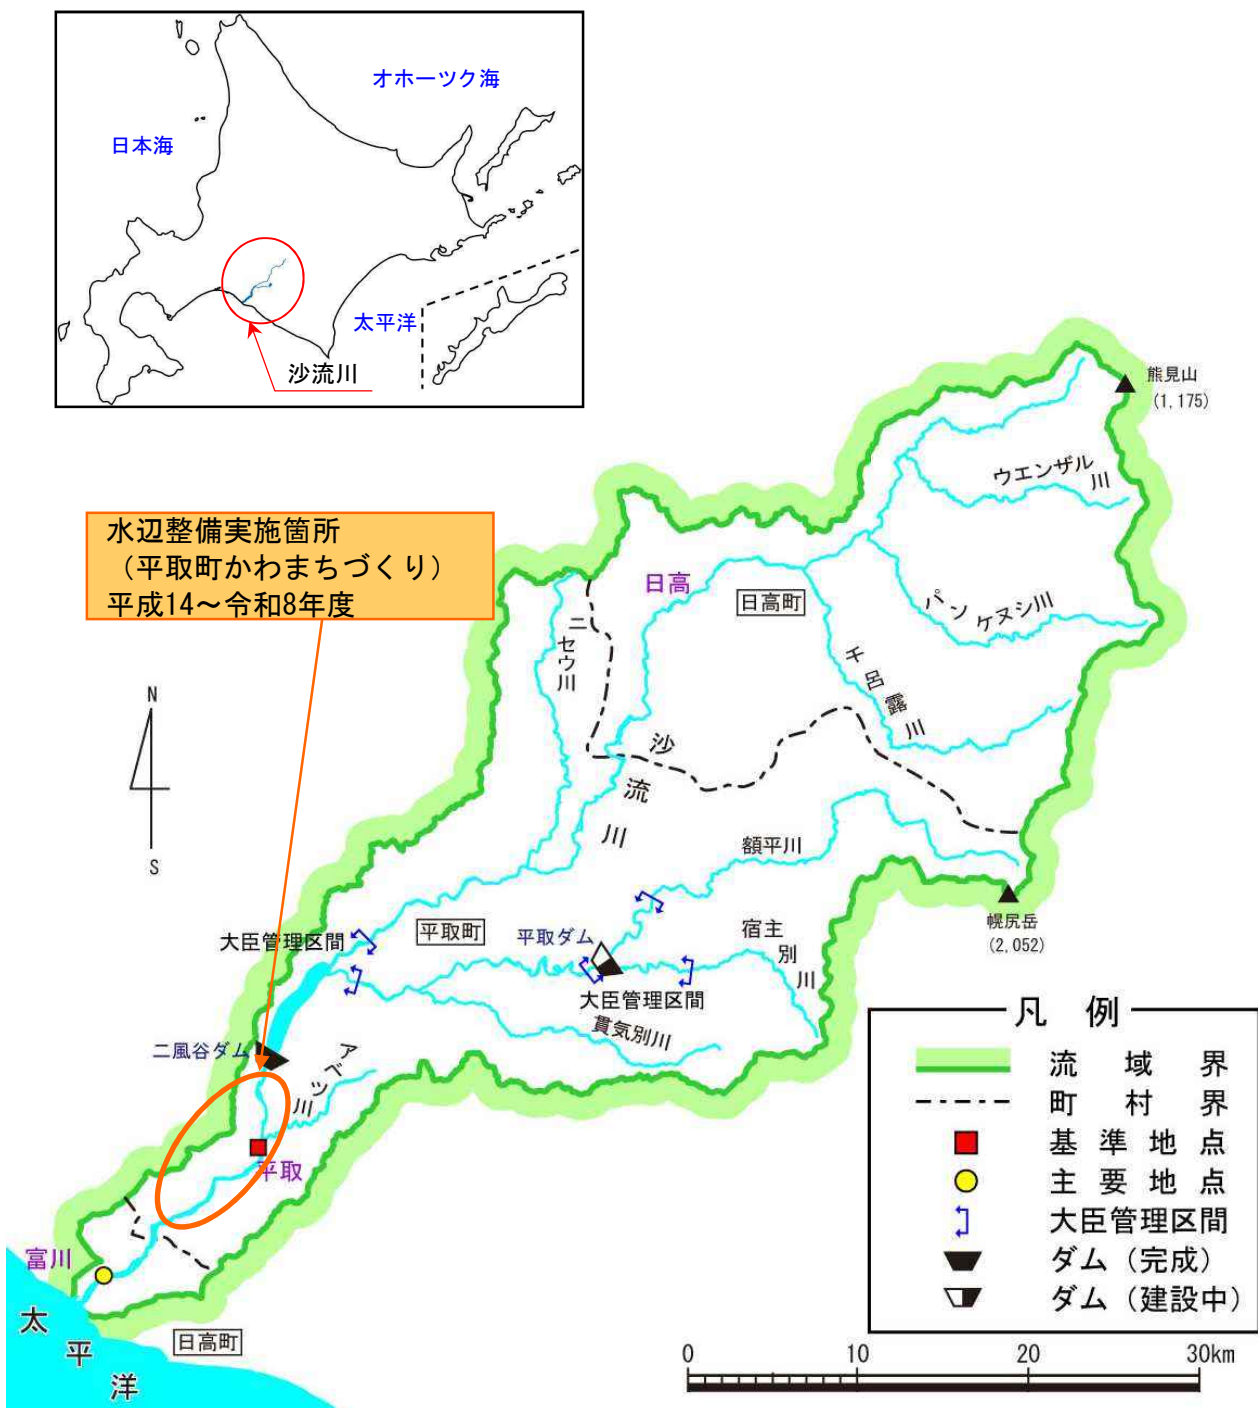 オホーツク海
日本海
太平洋
沙流川
熊見山
(1,175)
ウエンザル川
水辺整備実施箇所
（平取町かわまちづくり）
平成14～令和8年度
日高
日高町
パンケヌシ川
ニセウ川
千呂露川
N
S
沙流川
額平川
幌尻岳
(2,052)
宿主別川
大臣管理区間
平取町
平取ダム
大臣管理区間
貫気別川
二風谷ダム
アベツ川
平取
富川
太平洋
日高町
凡例
流域界
町村界
基準地点
主要地点
大臣管理区間
ダム（完成）
ダム（建設中）
0 10 20 30km